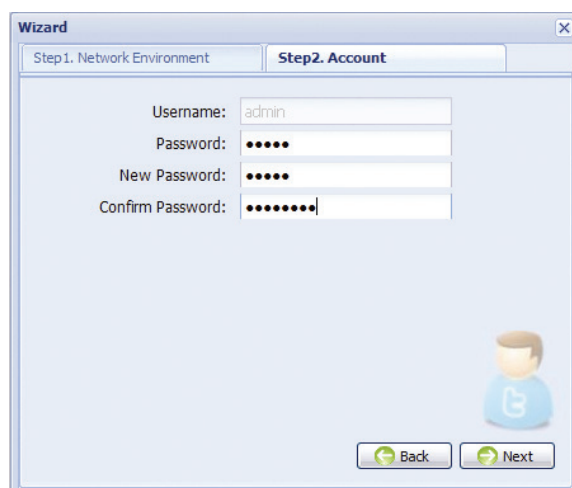 Wizard
Step1. Network Environment
Step2. Account
Username: admin
Password: •••••
New Password: •••••
Confirm Password: ••••••••
Back
Next